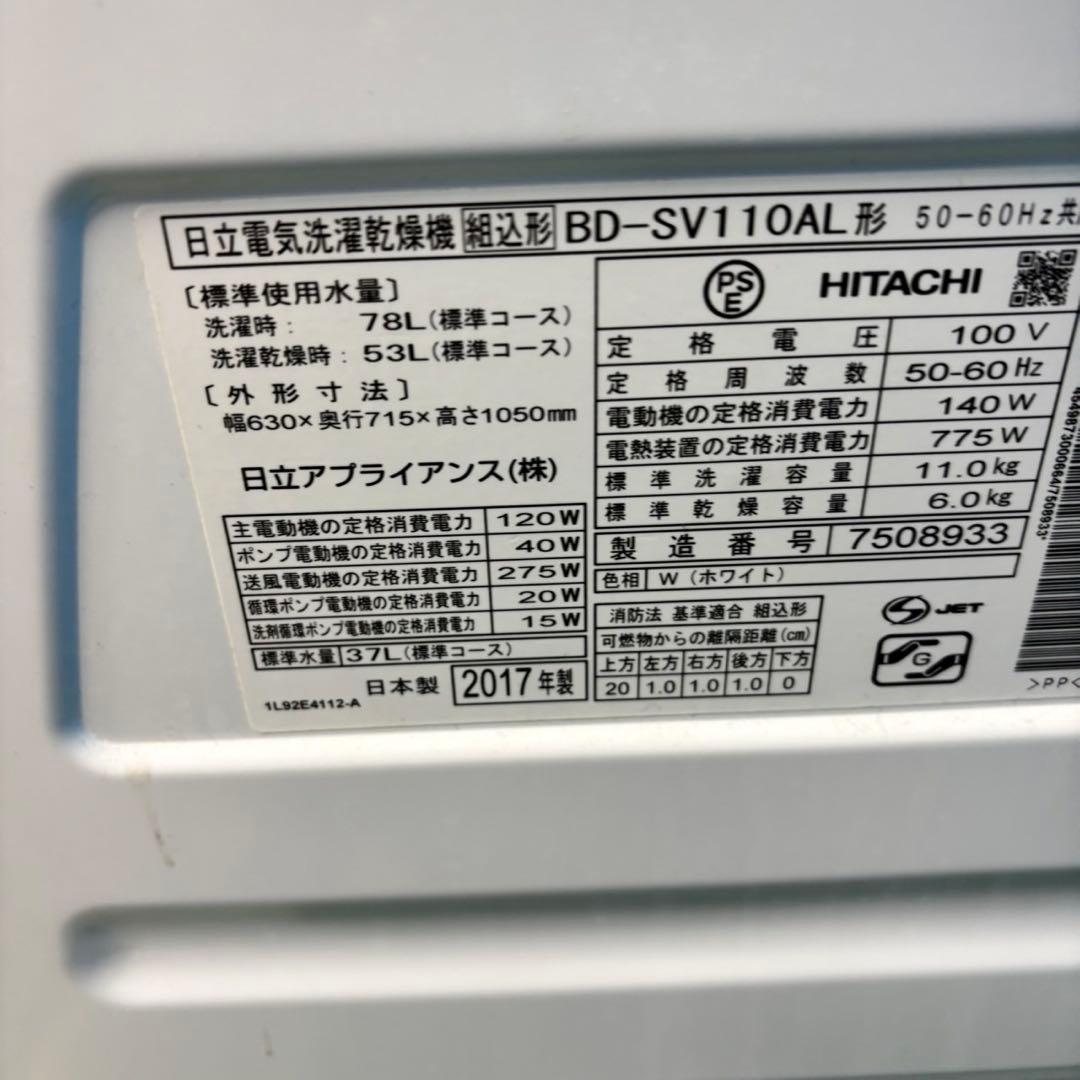 日立電気洗濯乾燥機 組込形 BD-SV110AL形 50-60Hz共
〔標準使用水量〕
洗濯時： 78L(標準コース)
洗濯乾燥時：53L(標準コース)
〔外形寸法〕
幅630×奥行715×高さ1050mm
日立アプライアンス(株)
主電動機の定格消費電力 120W
ポンプ電動機の定格消費電力 40W
送風電動機の定格消費電力 275W
循環ポンプ電動機の定格消費電力 20W
洗剤循環ポンプ電動機の定格消費電力 15W
標準水量 37L(標準コース)
日本製 2017年製
1L92E4112-A
PSE HITACHI
定格電圧 100V
定格周波数 50-60Hz
電動機の定格消費電力 140W
電熱装置の定格消費電力 775W
標準洗濯容量 11.0kg
標準乾燥容量 6.0kg
製造番号 7508933
色相 W（ホワイト）
消防法 基準適合 組込形
可燃物からの離隔距離(cm)
上方 左方 右方 後方 下方
20 1.0 1.0 1.0 0
S JET
G
>PP<